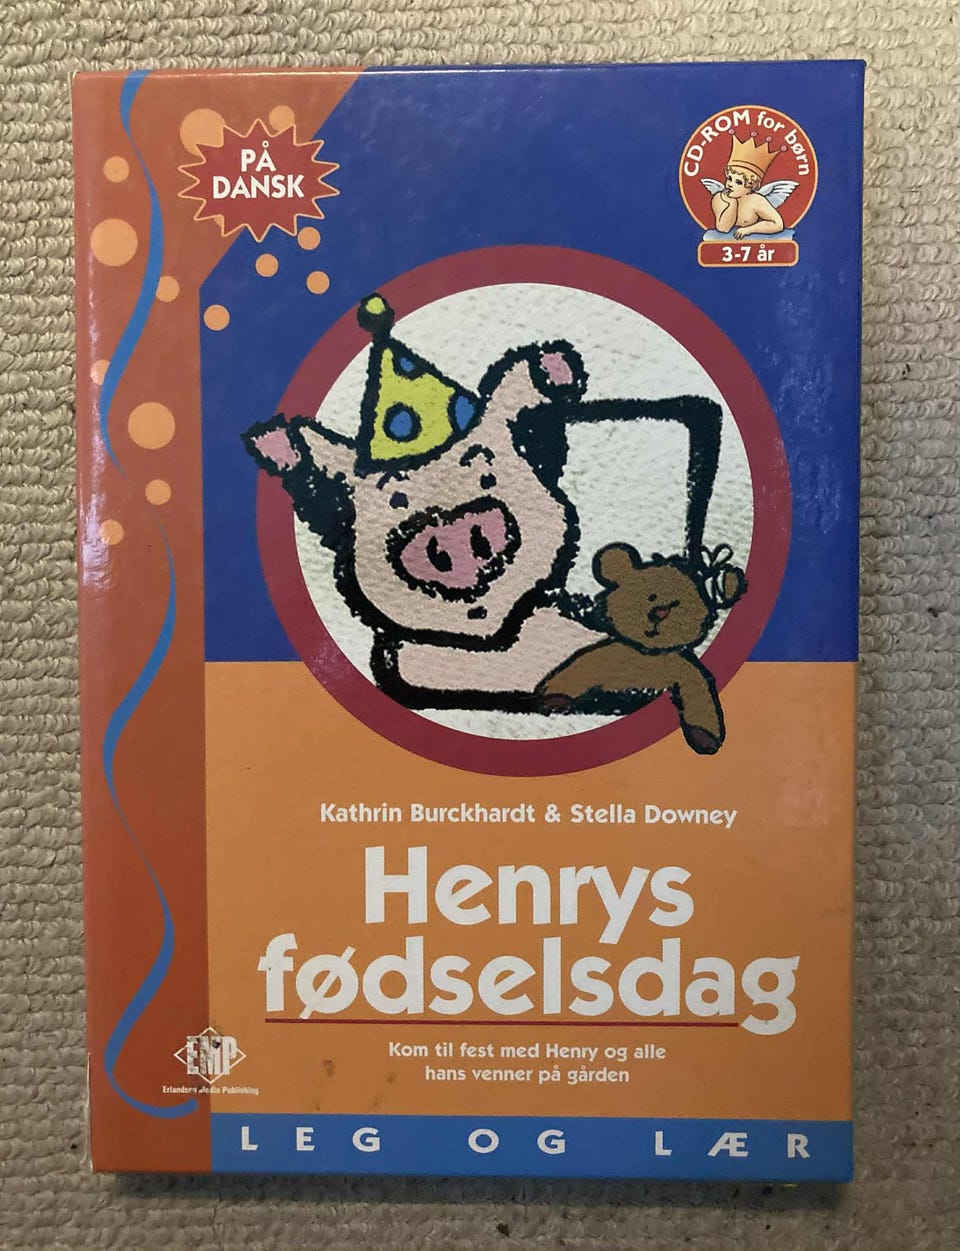 PÅ
DANSK
CD-ROM for børn
3-7 år
Kathrin Burckhardt & Stella Downey
Henrys
fødselsdag
Kom til fest med Henry og alle
hans venner på gården
EMP
Erlandsen Media Publishing
LEG OG LÆR